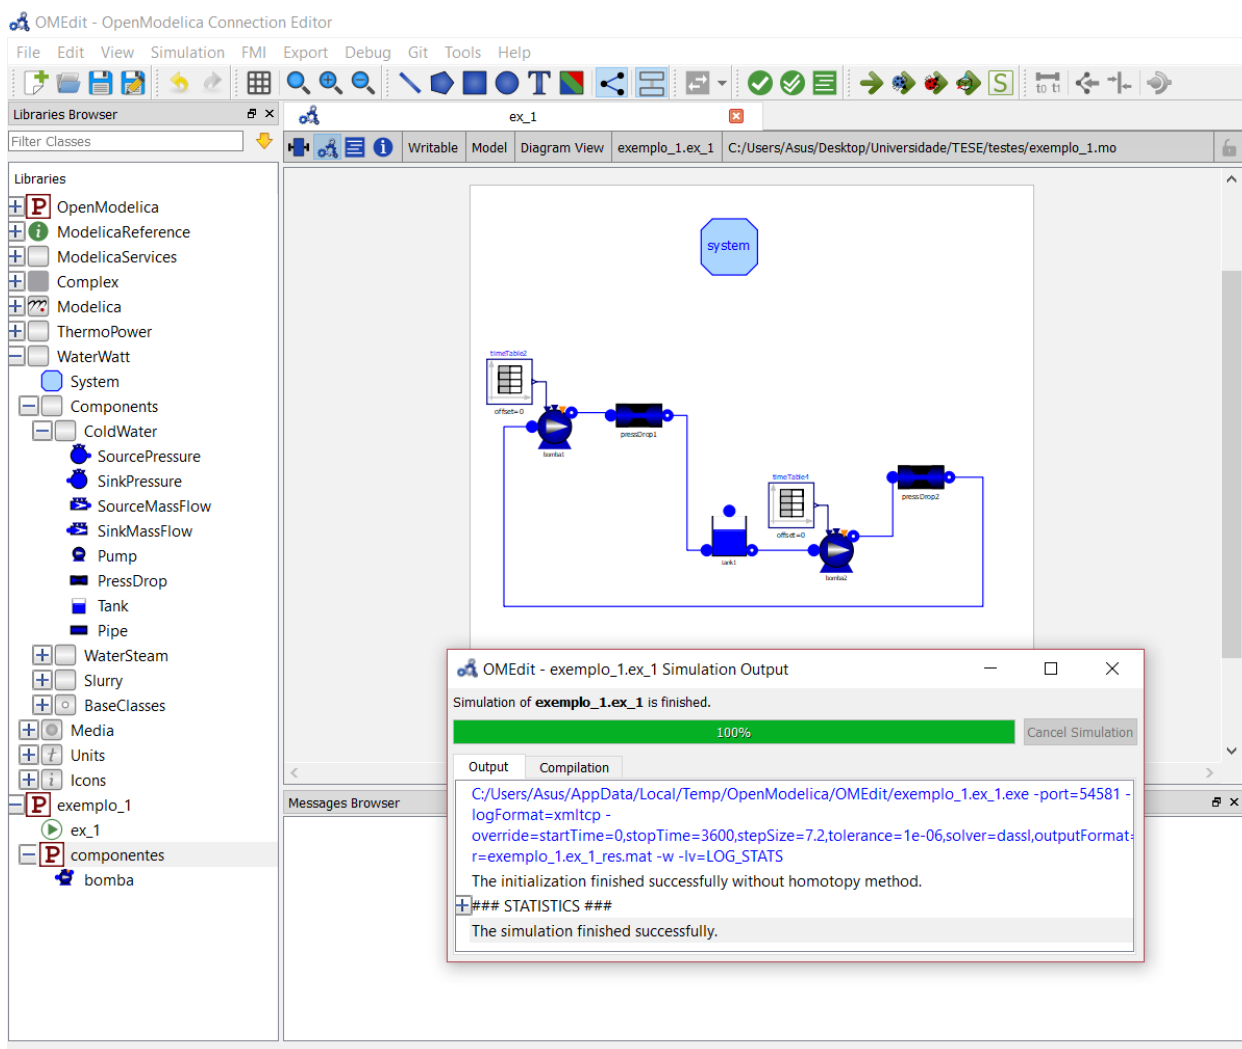 OMEdit - OpenModelica Connection Editor
File Edit View Simulation FMI Export Debug Git Tools Help
T
S
to t1
Libraries Browser
ex_1
Filter Classes
Writable Model Diagram View exemplo_1.ex_1 C:/Users/Asus/Desktop/Universidade/TESE/testes/exemplo_1.mo
Libraries
P OpenModelica
i ModelicaReference
ModelicaServices
Complex
Modelica
ThermoPower
WaterWatt
System
Components
ColdWater
SourcePressure
SinkPressure
SourceMassFlow
SinkMassFlow
Pump
PressDrop
Tank
Pipe
WaterSteam
Slurry
BaseClasses
Media
t Units
i Icons
P exemplo_1
ex_1
P componentes
bomba
system
timeTable2
offset=0
bomba1
pressDrop1
timeTable4
offset=0
pressDrop2
tank1
bomba2
OMEdit - exemplo_1.ex_1 Simulation Output
Simulation of exemplo_1.ex_1 is finished.
100%
Cancel Simulation
Output Compilation
C:/Users/Asus/AppData/Local/Temp/OpenModelica/OMEdit/exemplo_1.ex_1.exe -port=54581 -
logFormat=xmltcp -
override=startTime=0,stopTime=3600,stepSize=7.2,tolerance=1e-06,solver=dassl,outputFormat=
r=exemplo_1.ex_1_res.mat -w -lv=LOG_STATS
The initialization finished successfully without homotopy method.
### STATISTICS ###
The simulation finished successfully.
Messages Browser